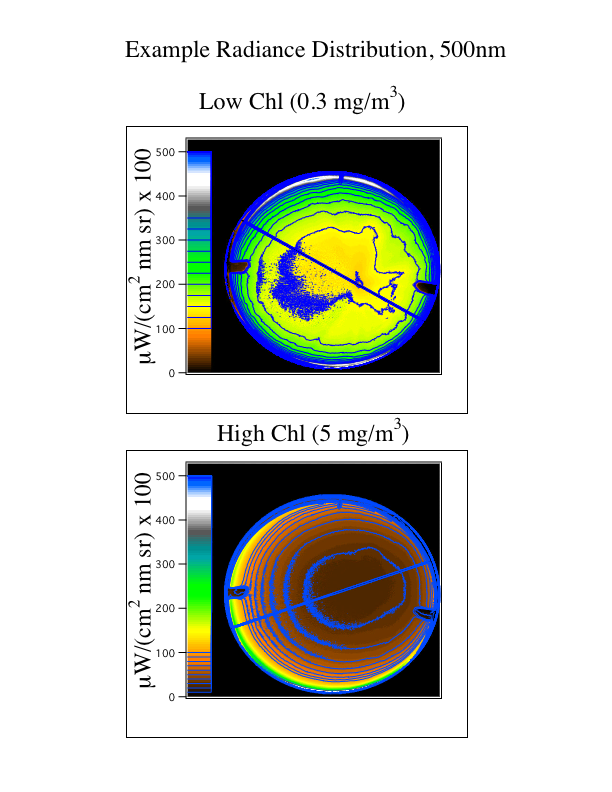 Example Radiance Distribution, 500nm
Low Chl (0.3 mg/m³)
µW/(cm² nm sr) x 100
500
400
300
200
100
0
High Chl (5 mg/m³)
µW/(cm² nm sr) x 100
500
400
300
200
100
0